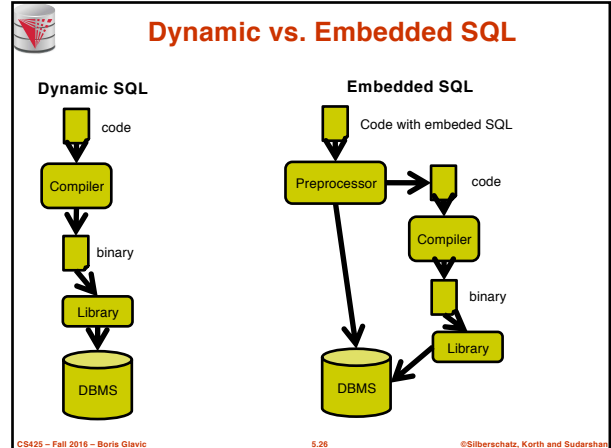 Dynamic vs. Embedded SQL
Dynamic SQL
code
Compiler
binary
Library
DBMS
Embedded SQL
Code with embeded SQL
Preprocessor
code
Compiler
binary
Library
DBMS
CS425 – Fall 2016 – Boris Glavic
5.26
©Silberschatz, Korth and Sudarshan